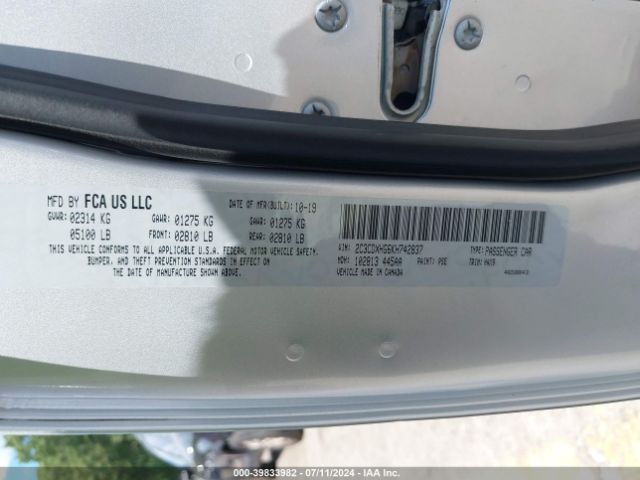 MFD BY FCA US LLC
DATE OF MFR(BUILT): 10-19
GVWR: 02314 KG
GAWR: 01275 KG
GAWR: 01275 KG
05100 LB
FRONT: 02810 LB
REAR: 02810 LB
THIS VEHICLE CONFORMS TO ALL APPLICABLE U.S.A. FEDERAL MOTOR VEHICLE SAFETY,
BUMPER, AND THEFT PREVENTION STANDARDS IN EFFECT ON
THE DATE OF MANUFACTURE SHOWN ABOVE.
VIN: 2C3CDXHG6KH742837
TYPE: PASSENGER CAR
MDH: 102813 445AA
PAINT: PSE
TRIM:
VEHICLE MADE IN CANADA
000-39833982 - 07/11/2024 - IAA Inc.